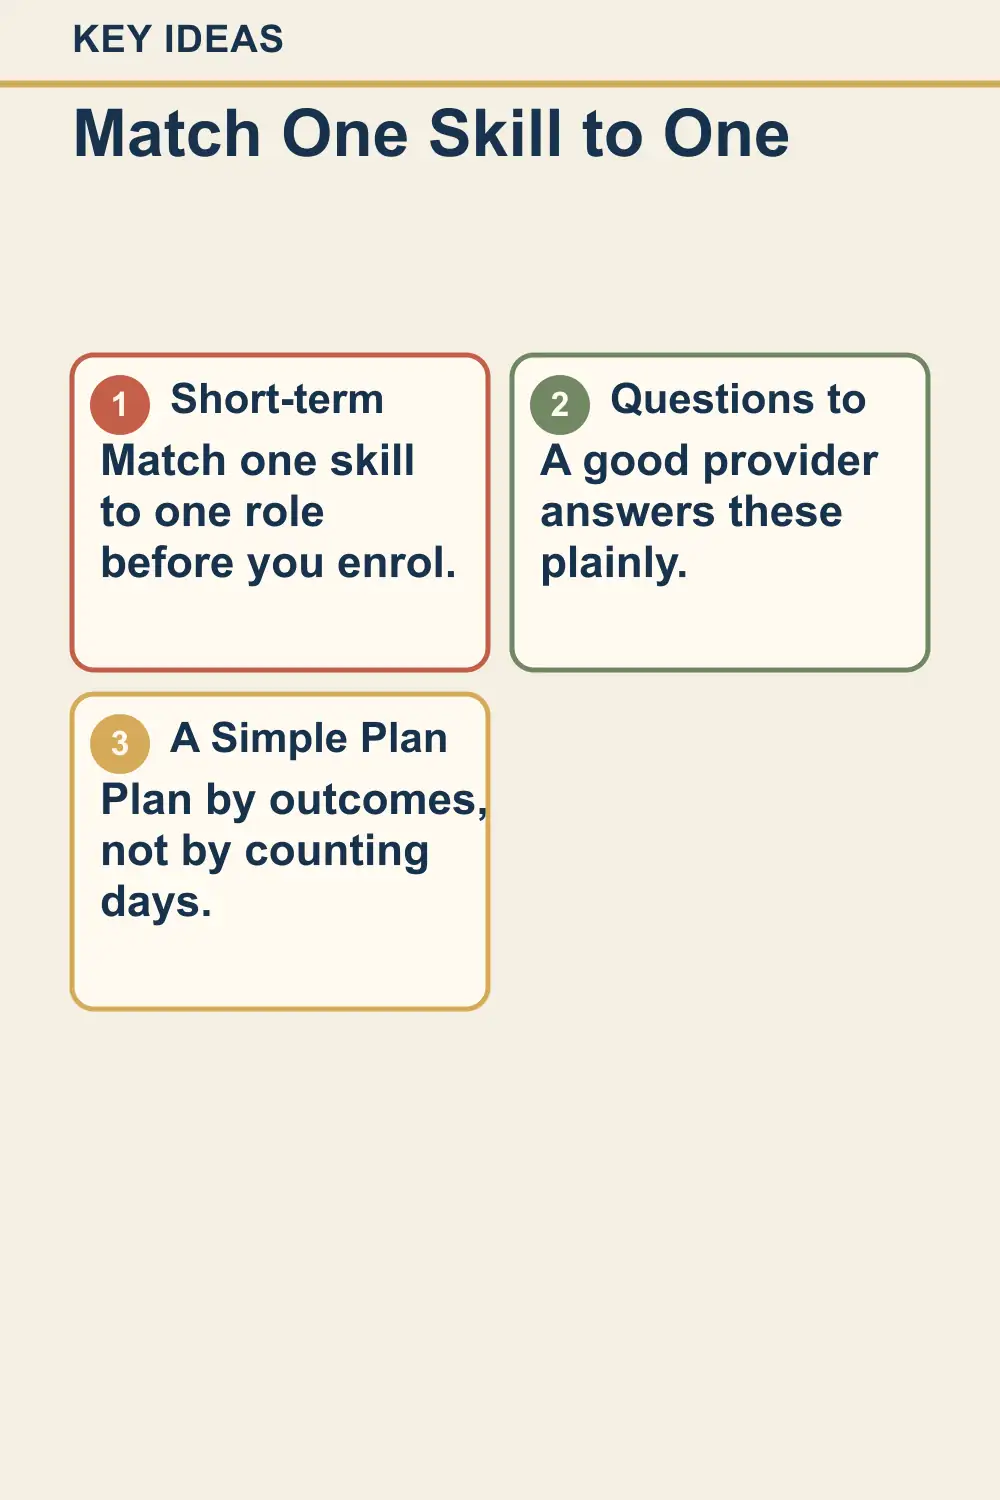 KEY IDEAS
Match One Skill to One
1 Short-term
Match one skill
to one role
before you enrol.
2 Questions to
A good provider
answers these
plainly.
3 A Simple Plan
Plan by outcomes,
not by counting
days.